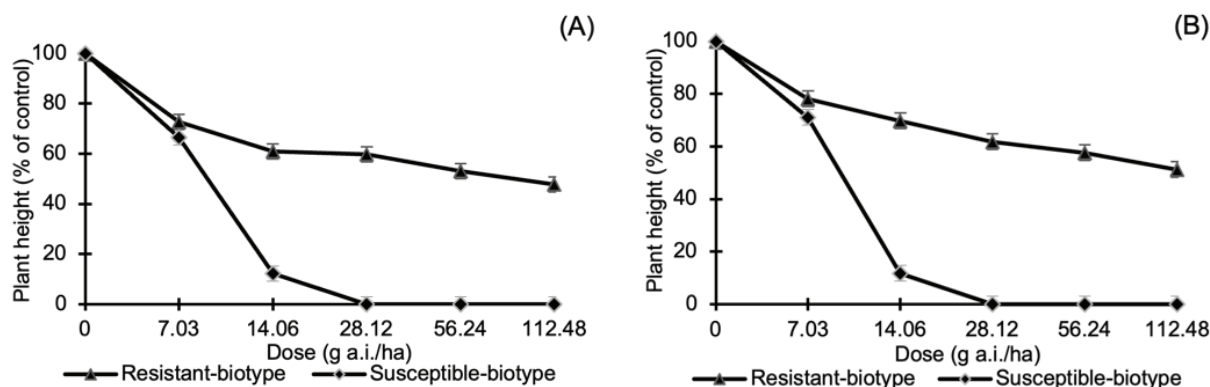 (A)
Plant height (% of control)
100
80
60
40
20
0
0 7.03 14.06 28.12 56.24 112.48
Dose (g a.i./ha)
Resistant-biotype Susceptible-biotype
(B)
Plant height (% of control)
100
80
60
40
20
0
0 7.03 14.06 28.12 56.24 112.48
Dose (g a.i./ha)
Resistant-biotype Susceptible-biotype